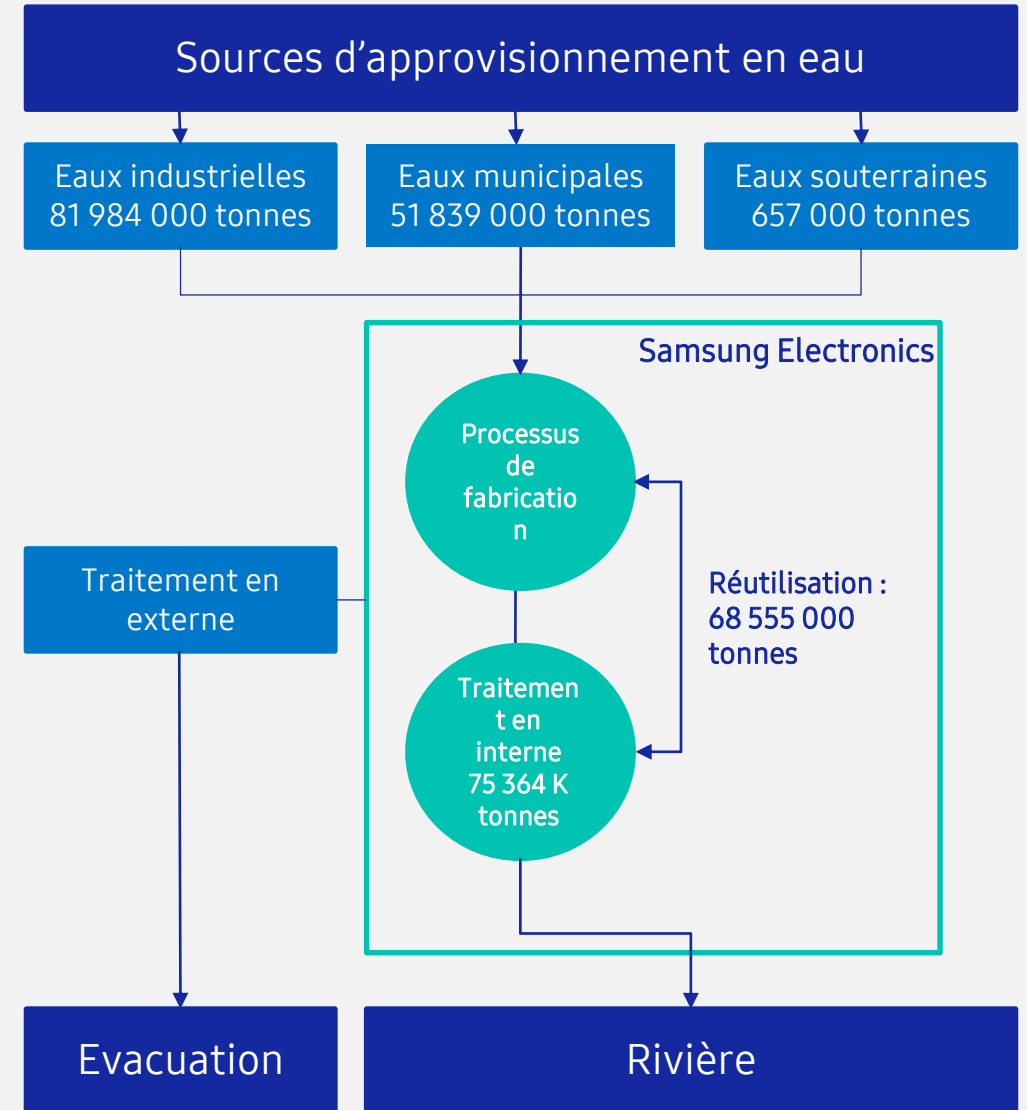 Sources d'approvisionnement en eau
Eaux industrielles
81 984 000 tonnes
Eaux municipales
51 839 000 tonnes
Eaux souterraines
657 000 tonnes
Samsung Electronics
Processus
de
fabricatio
n
Réutilisation :
68 555 000
tonnes
Traitement en
externe
Traitemen
t en
interne
75 364 K
tonnes
Evacuation
Rivière